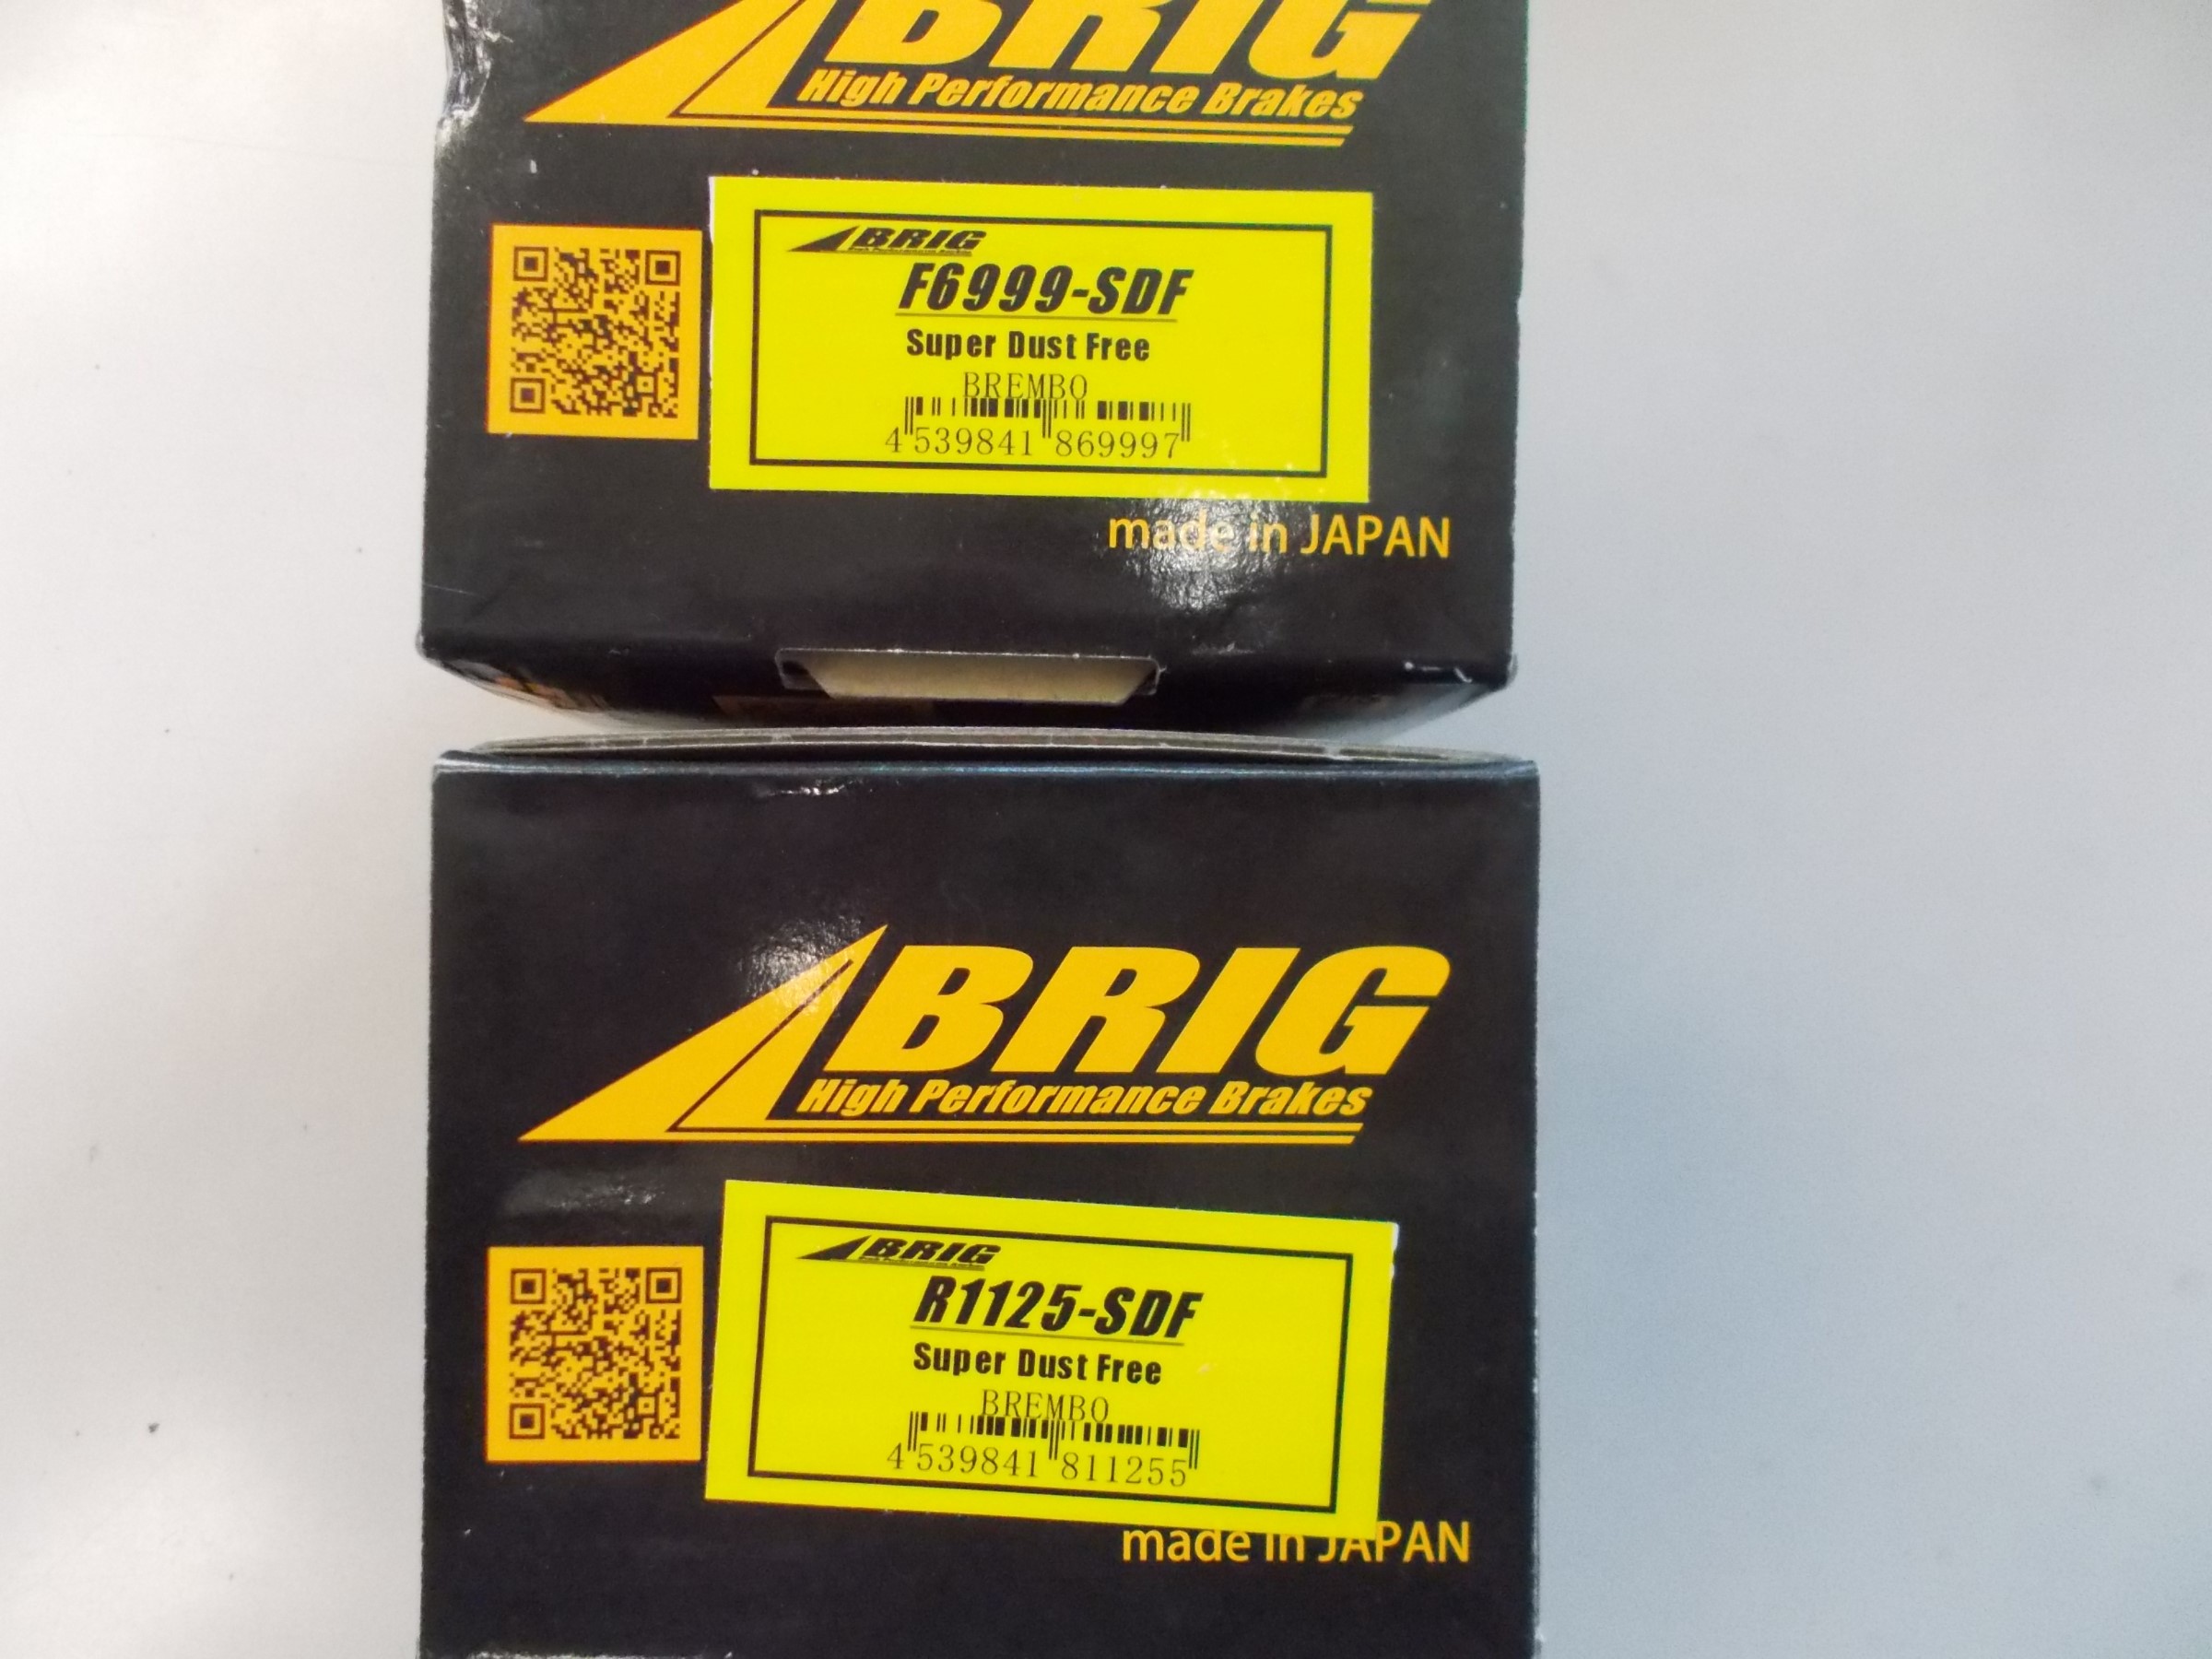 BRIG
High Performance Brakes
BRIG
F6999-SDF
Super Dust Free
BREMBO
4 539841 869997
made in JAPAN
BRIG
High Performance Brakes
BRIG
R1125-SDF
Super Dust Free
BREMBO
4 539841 811255
made in JAPAN